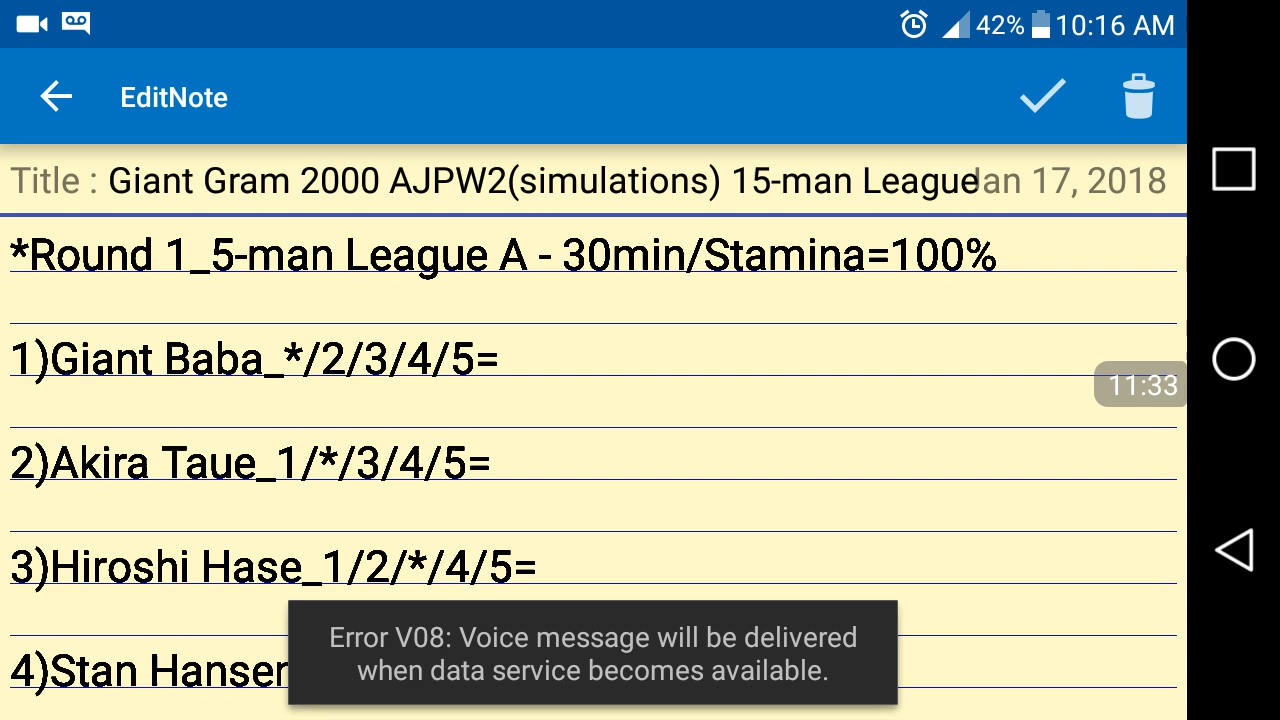 42% 10:16 AM
EditNote
Title : Giant Gram 2000 AJPW2(simulations) 15-man League Jan 17, 2018
*Round 1_5-man League A - 30min/Stamina=100%
1)Giant Baba_*/2/3/4/5=
11:33
2)Akira Taue_1/*/3/4/5=
3)Hiroshi Hase_1/2/*/4/5=
4)Stan Hansen
Error V08: Voice message will be delivered
when data service becomes available.